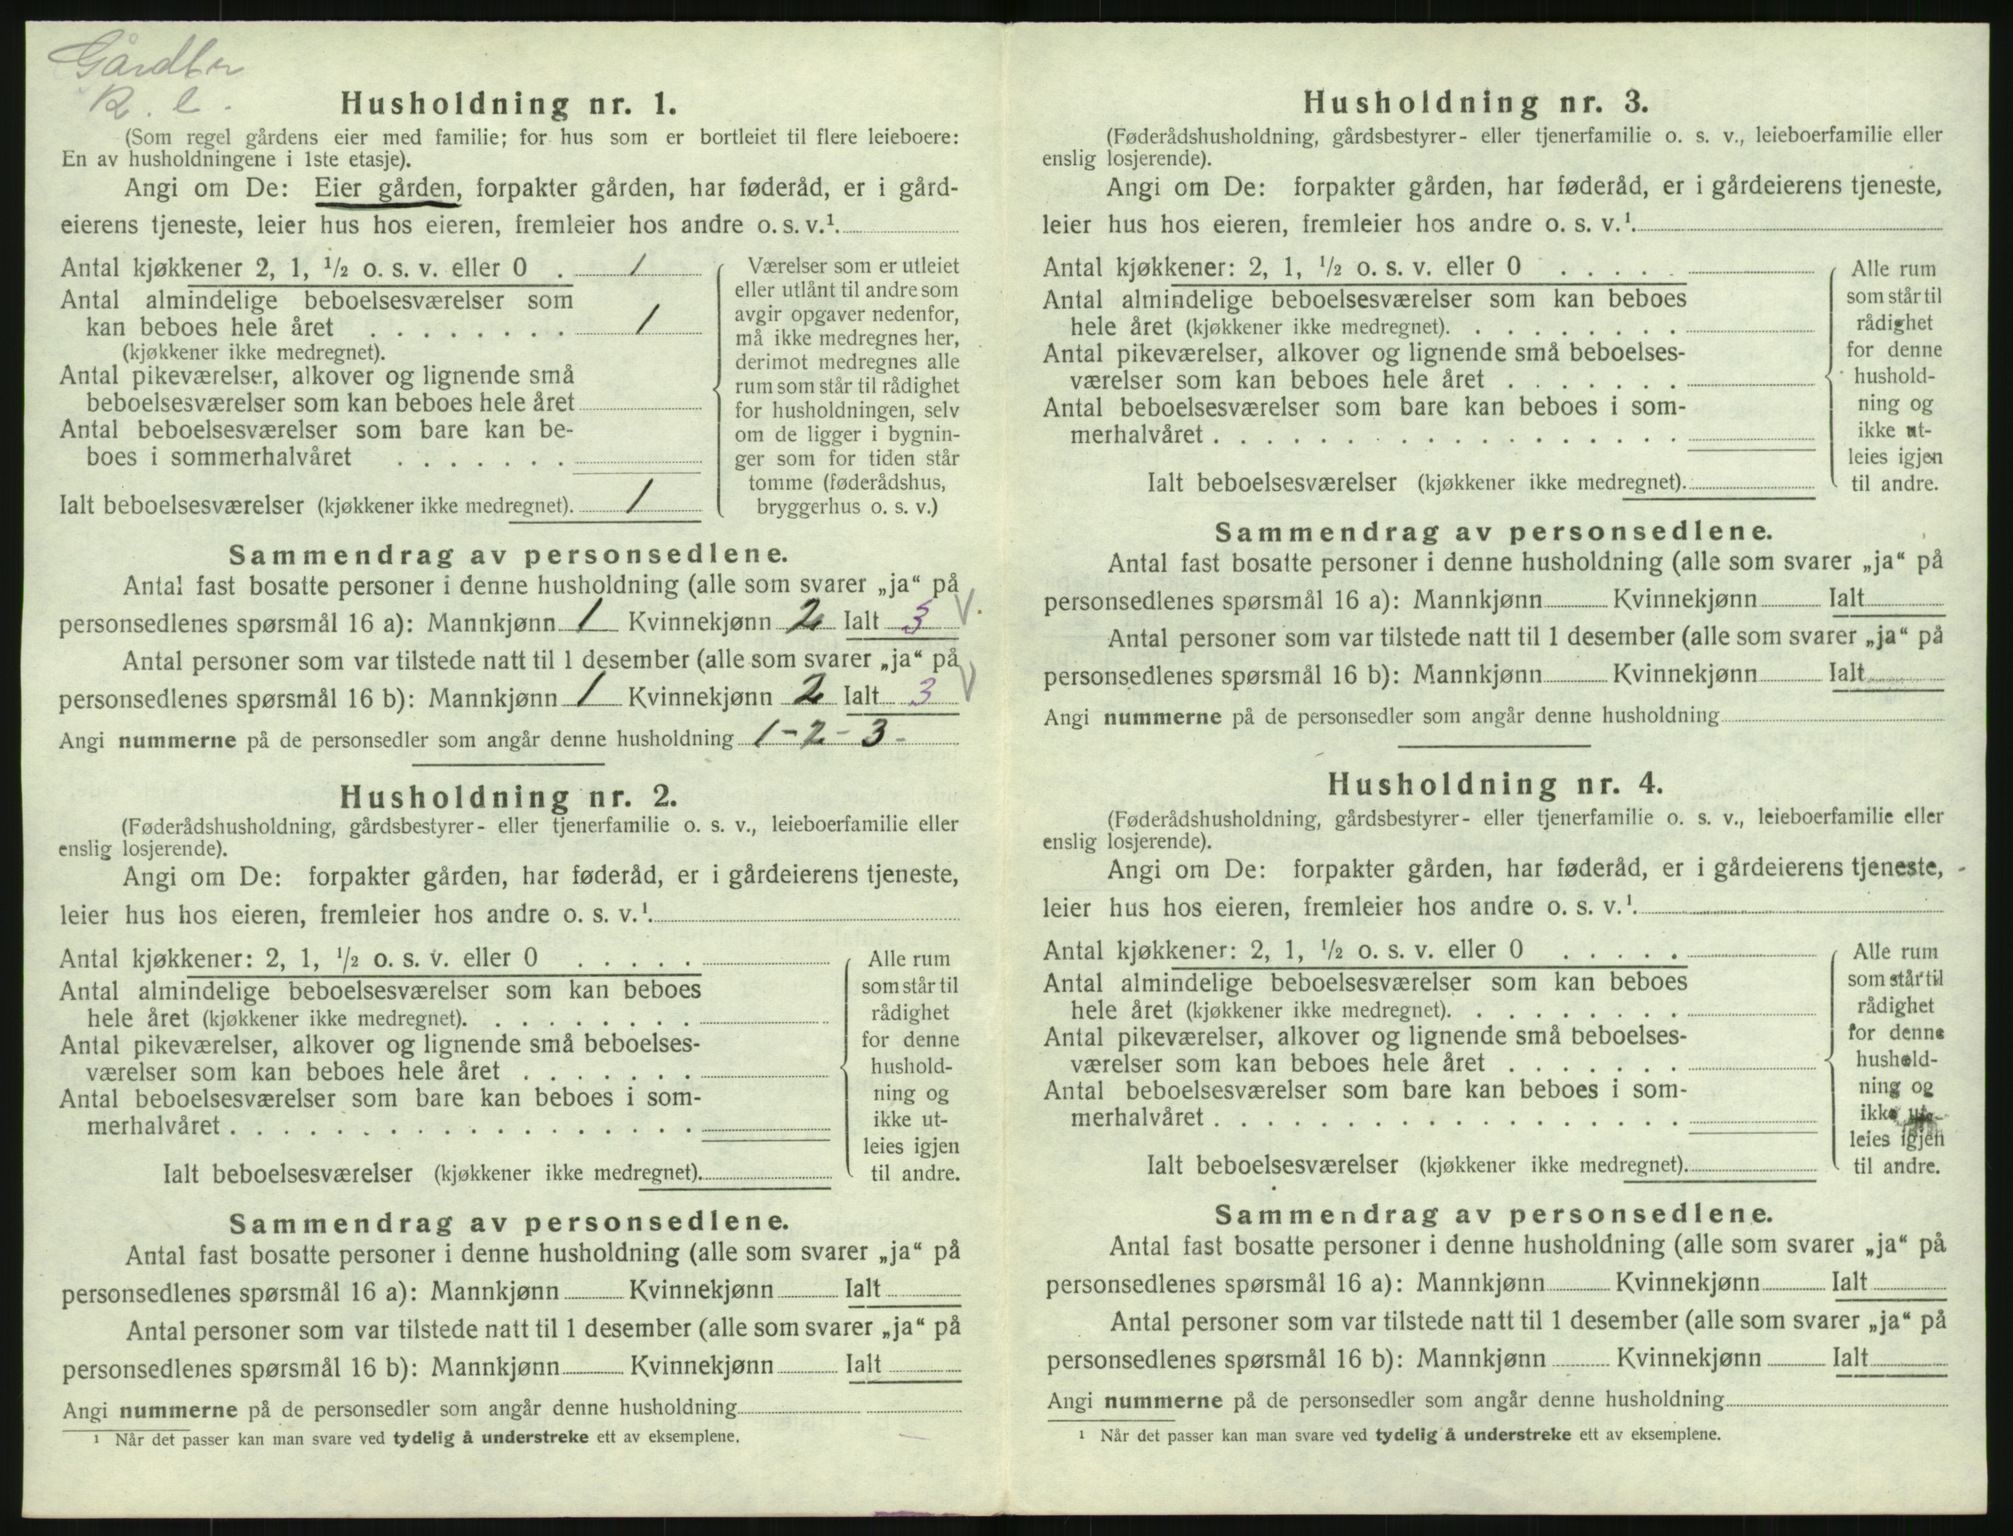 Gårdbr
R. E.
Husholdning nr. 1.
(Som regel gårdens eier med familie; for hus som er bortleiet til flere leieboere:
En av husholdningene i 1ste etasje).
Angi om De: Eier gården, forpakter gården, har føderåd, er i gård-
eierens tjeneste, leier hus hos eieren, fremleier hos andre o. s. v.¹.
Antal kjøkkener 2, 1, ½ o. s. v. eller 0 . 1
Antal almindelige beboelsesværelser som
kan beboes hele året . . . . . . . . 1
(kjøkkener ikke medregnet).
Antal pikeværelser, alkover og lignende små
beboelsesværelser som kan beboes hele året
Antal beboelsesværelser som bare kan be-
boes i sommerhalvåret . . . . . . .
Ialt beboelsesværelser (kjøkkener ikke medregnet). 1
Værelser som er utleiet
eller utlånt til andre som
avgir opgaver nedenfor,
må ikke medregnes her,
derimot medregnes alle
rum som står til rådighet
for husholdningen, selv
om de ligger i bygnin-
ger som for tiden står
tomme (føderådshus,
bryggerhus o. s. v.)
Sammendrag av personsedlene.
Antal fast bosatte personer i denne husholdning (alle som svarer „ja“ på
personsedlenes spørsmål 16 a): Mannkjønn 1 Kvinnekjønn 2 Ialt 3 V.
Antal personer som var tilstede natt til 1 desember (alle som svarer „ja“ på
personsedlenes spørsmål 16 b): Mannkjønn 1 Kvinnekjønn 2 Ialt 3 V
Angi nummerne på de personsedler som angår denne husholdning 1-2-3-
Husholdning nr. 2.
(Føderådshusholdning, gårdsbestyrer- eller tjenerfamilie o. s. v., leieboerfamilie eller
enslig losjerende).
Angi om De: forpakter gården, har føderåd, er i gårdeierens tjeneste,
leier hus hos eieren, fremleier hos andre o. s. v.¹.
Antal kjøkkener: 2, 1, ½ o. s. v. eller 0 . . . . .
Antal almindelige beboelsesværelser som kan beboes
hele året (kjøkkener ikke medregnet). . . . . . . . .
Antal pikeværelser, alkover og lignende små beboelses-
værelser som kan beboes hele året . . . . . . .
Antal beboelsesværelser som bare kan beboes i som-
merhalvåret . . . . . . . . . . . . . . . . . .
Ialt beboelsesværelser (kjøkkener ikke medregnet).
Alle rum
som står til
rådighet
for denne
hushold-
ning og
ikke ut-
leies igjen
til andre.
Sammendrag av personsedlene.
Antal fast bosatte personer i denne husholdning (alle som svarer „ja“ på
personsedlenes spørsmål 16 a): Mannkjønn Kvinnekjønn Ialt
Antal personer som var tilstede natt til 1 desember (alle som svarer „ja“ på
personsedlenes spørsmål 16 b): Mannkjønn Kvinnekjønn Ialt
Angi nummerne på de personsedler som angår denne husholdning
¹ Når det passer kan man svare ved tydelig å understreke ett av eksemplene.
Husholdning nr. 3.
(Føderådshusholdning, gårdsbestyrer- eller tjenerfamilie o. s. v., leieboerfamilie eller
enslig losjerende).
Angi om De: forpakter gården, har føderåd, er i gårdeierens tjeneste,
leier hus hos eieren, fremleier hos andre o. s. v.¹.
Antal kjøkkener: 2, 1, ½ o. s. v. eller 0 . . . . .
Antal almindelige beboelsesværelser som kan beboes
hele året (kjøkkener ikke medregnet). . . . . . . . .
Antal pikeværelser, alkover og lignende små beboelses-
værelser som kan beboes hele året . . . . . . .
Antal beboelsesværelser som bare kan beboes i som-
merhalvåret . . . . . . . . . . . . . . . . . .
Ialt beboelsesværelser (kjøkkener ikke medregnet).
Alle rum
som står til
rådighet
for denne
hushold-
ning og
ikke ut-
leies igjen
til andre.
Sammendrag av personsedlene.
Antal fast bosatte personer i denne husholdning (alle som svarer „ja“ på
personsedlenes spørsmål 16 a): Mannkjønn Kvinnekjønn Ialt
Antal personer som var tilstede natt til 1 desember (alle som svarer „ja“ på
personsedlenes spørsmål 16 b): Mannkjønn Kvinnekjønn Ialt
Angi nummerne på de personsedler som angår denne husholdning
Husholdning nr. 4.
(Føderådshusholdning, gårdsbestyrer- eller tjenerfamilie o. s. v., leieboerfamilie eller
enslig losjerende).
Angi om De: forpakter gården, har føderåd, er i gårdeierens tjeneste,
leier hus hos eieren, fremleier hos andre o. s. v.¹.
Antal kjøkkener: 2, 1, ½ o. s. v. eller 0 . . . . .
Antal almindelige beboelsesværelser som kan beboes
hele året (kjøkkener ikke medregnet). . . . . . . . .
Antal pikeværelser, alkover og lignende små beboelses-
værelser som kan beboes hele året . . . . . . .
Antal beboelsesværelser som bare kan beboes i som-
merhalvåret . . . . . . . . . . . . . . . . . .
Ialt beboelsesværelser (kjøkkener ikke medregnet).
Alle rum
som står til
rådighet
for denne
hushold-
ning og
ikke ut-
leies igjen
til andre.
Sammendrag av personsedlene.
Antal fast bosatte personer i denne husholdning (alle som svarer „ja“ på
personsedlenes spørsmål 16 a): Mannkjønn Kvinnekjønn Ialt
Antal personer som var tilstede natt til 1 desember (alle som svarer „ja“ på
personsedlenes spørsmål 16 b): Mannkjønn Kvinnekjønn Ialt
Angi nummerne på de personsedler som angår denne husholdning
¹ Når det passer kan man svare ved tydelig å understreke ett av eksemplene.